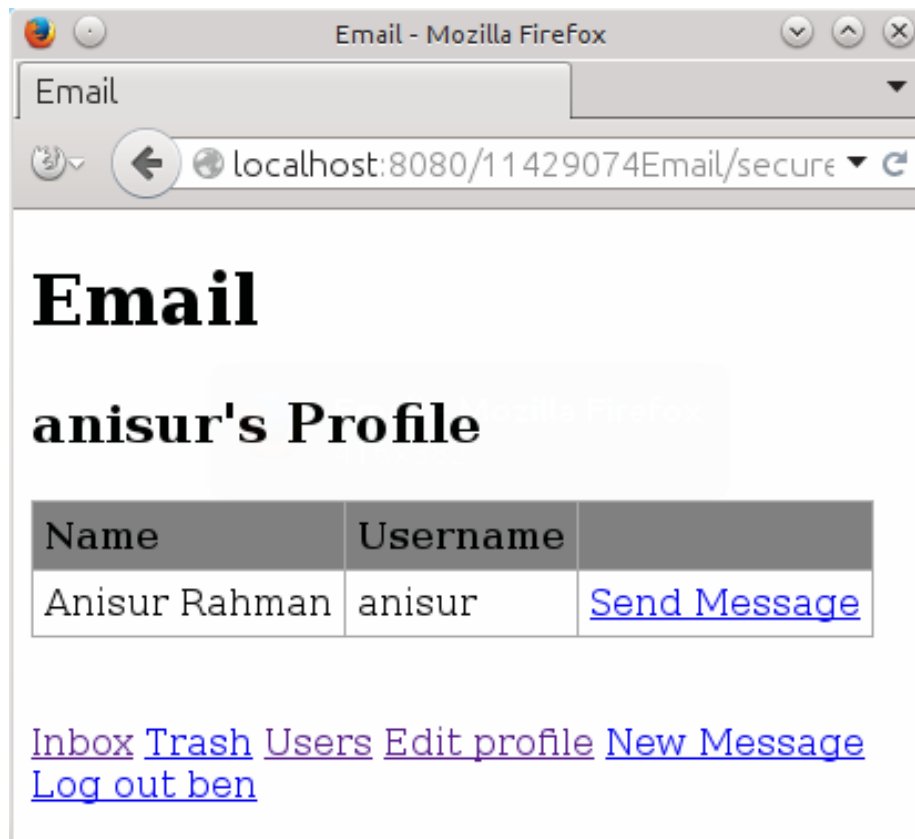 Email - Mozilla Firefox
Email
localhost:8080/11429074Email/secure
Email
anisur's Profile
Name Username
Anisur Rahman anisur Send Message
Inbox Trash Users Edit profile New Message
Log out ben